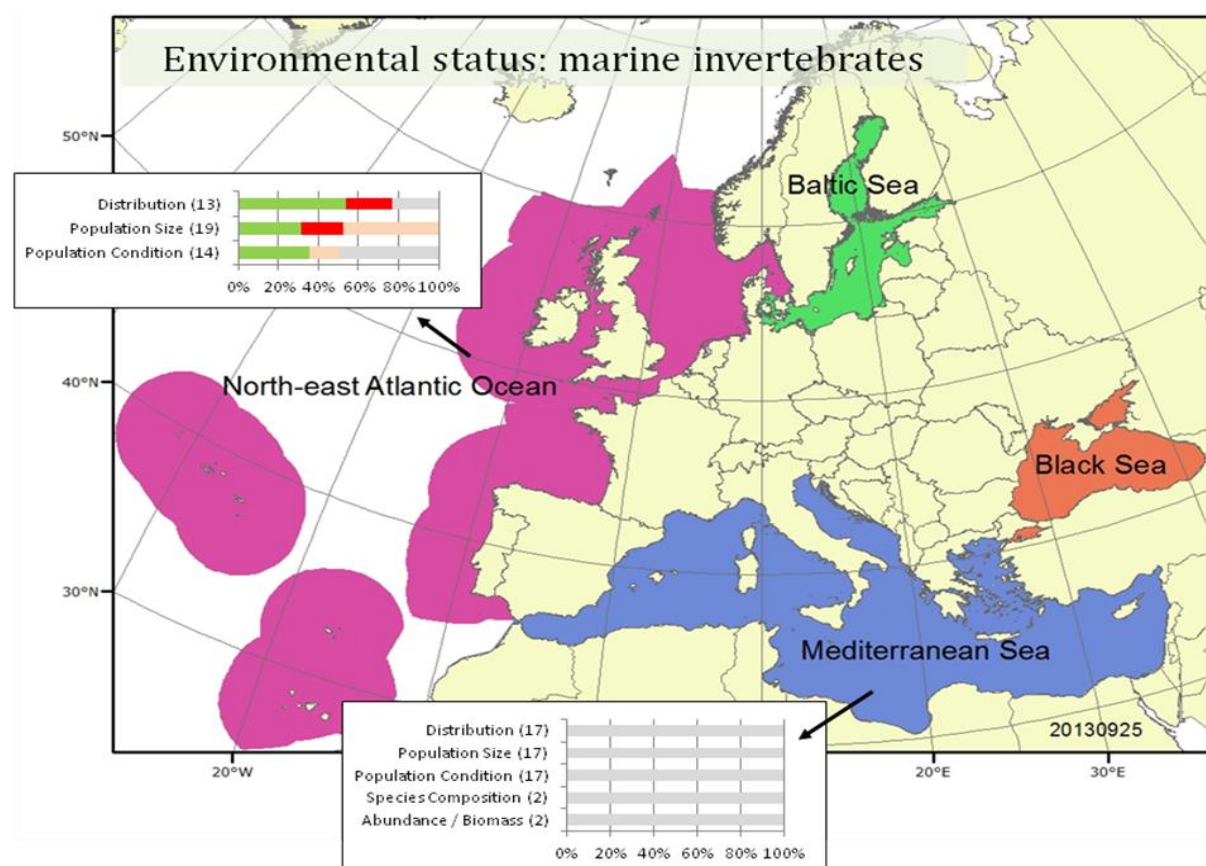 Environmental status: marine invertebrates
50°N
Distribution (13)
Population Size (19)
Population Condition (14)
0% 20% 40% 60% 80% 100%
Baltic Sea
40°N
North-east Atlantic Ocean
Black Sea
30°N
Mediterranean Sea
20130925
Distribution (17)
Population Size (17)
Population Condition (17)
Species Composition (2)
Abundance / Biomass (2)
0% 20% 40% 60% 80% 100%
20°W
20°E
30°E